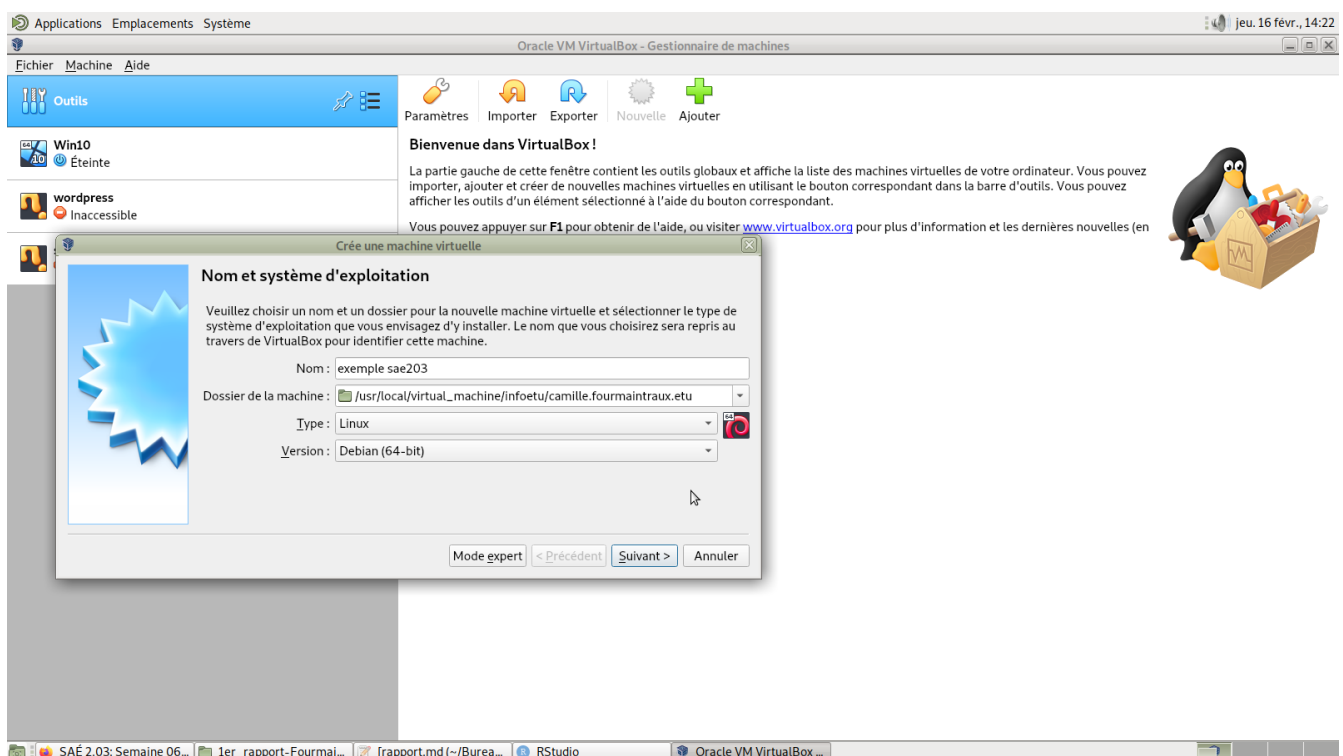 Applications Emplacements Système
jeu. 16 févr., 14:22
Oracle VM VirtualBox - Gestionnaire de machines
Fichier Machine Aide
Outils
Paramètres Importer Exporter Nouvelle Ajouter
64
10
Win10
Éteinte
wordpress
Inaccessible
Bienvenue dans VirtualBox !
La partie gauche de cette fenêtre contient les outils globaux et affiche la liste des machines virtuelles de votre ordinateur. Vous pouvez
importer, ajouter et créer de nouvelles machines virtuelles en utilisant le bouton correspondant dans la barre d'outils. Vous pouvez
afficher les outils d'un élément sélectionné à l'aide du bouton correspondant.
Vous pouvez appuyer sur F1 pour obtenir de l'aide, ou visiter www.virtualbox.org pour plus d'information et les dernières nouvelles (en
Crée une machine virtuelle
Nom et système d'exploitation
Veuillez choisir un nom et un dossier pour la nouvelle machine virtuelle et sélectionner le type de
système d'exploitation que vous envisagez d'y installer. Le nom que vous choisirez sera repris au
travers de VirtualBox pour identifier cette machine.
Nom : exemple sae203
Dossier de la machine : /usr/local/virtual_machine/infoetu/camille.fourmaintraux.etu
Type : Linux
64
Version : Debian (64-bit)
Mode expert < Précédent Suivant > Annuler
SAÉ 2.03: Semaine 06... 1er_rapport-Fourmai... [rapport.md (~/Burea... RStudio Oracle VM VirtualBox ...